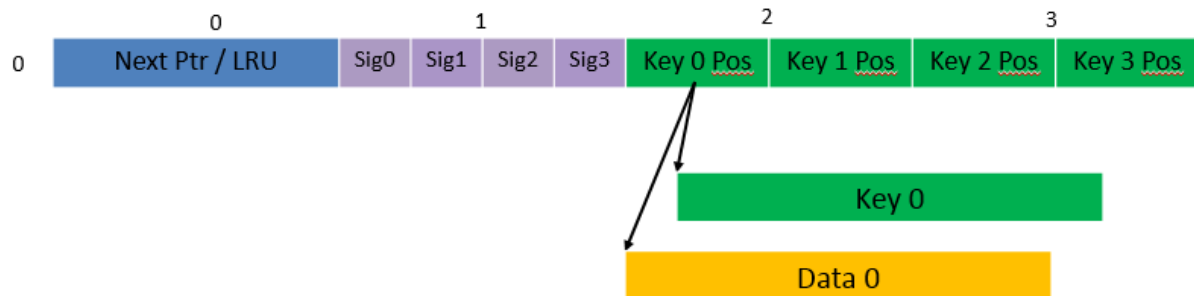 0 1 2 3
0 Next Ptr / LRU Sig0 Sig1 Sig2 Sig3 Key 0 Pos Key 1 Pos Key 2 Pos Key 3 Pos
Key 0
Data 0